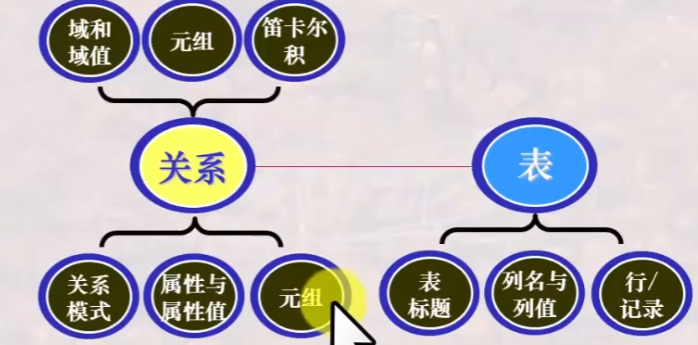 域和
域值
元组
笛卡尔
积
关系
表
关系
模式
属性与
属性值
元组
表
标题
列名与
列值
行/
记录